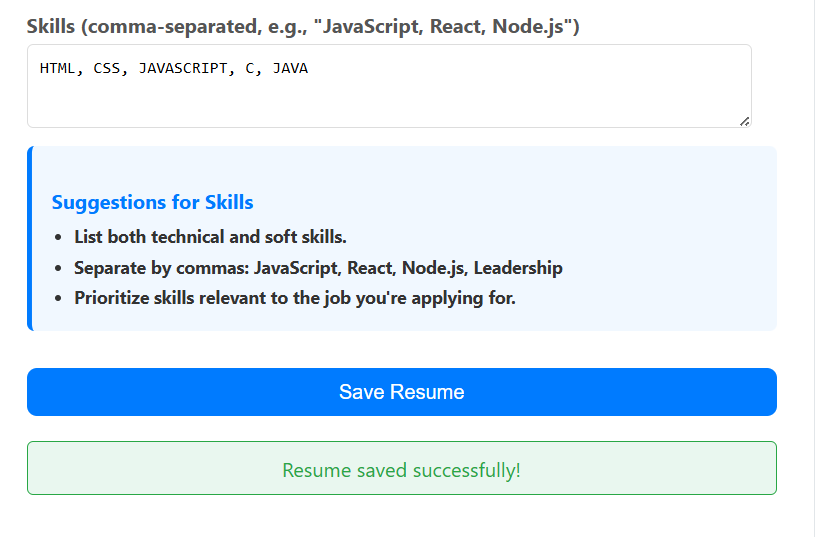 Skills (comma-separated, e.g., "JavaScript, React, Node.js")
HTML, CSS, JAVASCRIPT, C, JAVA
Suggestions for Skills
List both technical and soft skills.
Separate by commas: JavaScript, React, Node.js, Leadership
Prioritize skills relevant to the job you're applying for.
Save Resume
Resume saved successfully!